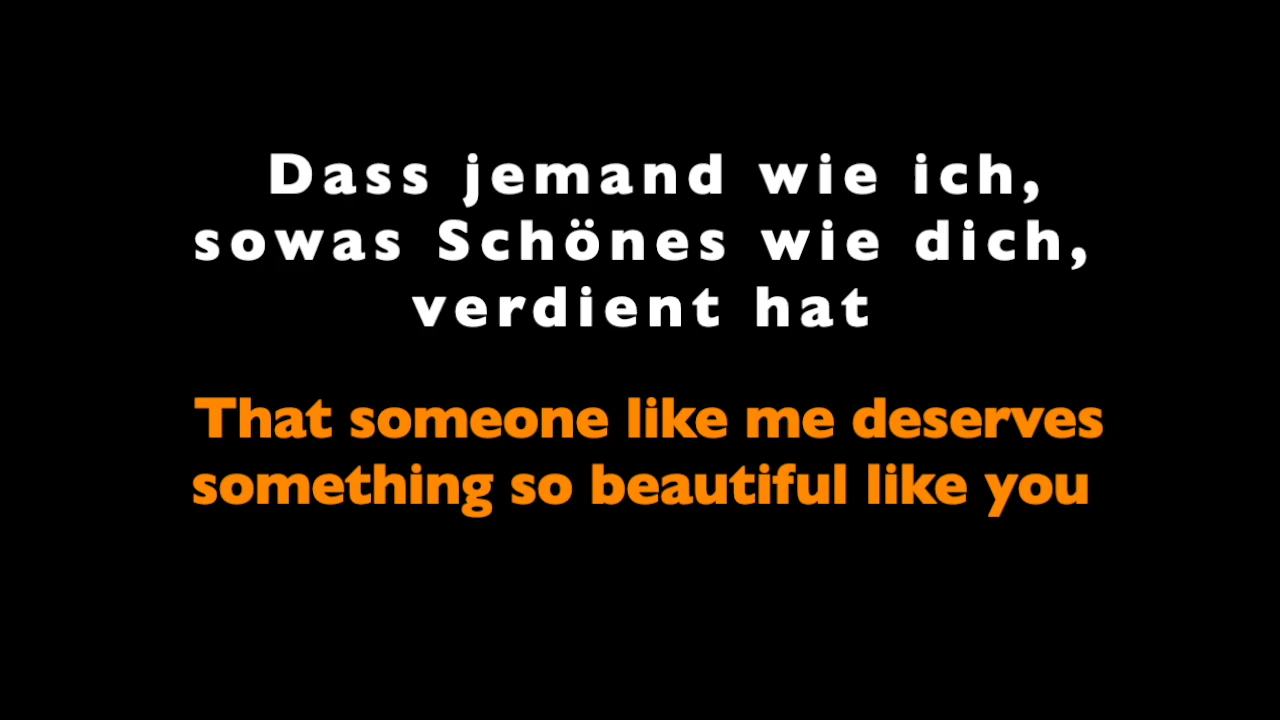 Dass jemand wie ich,
sowas Schönes wie dich,
verdient hat
That someone like me deserves
something so beautiful like you